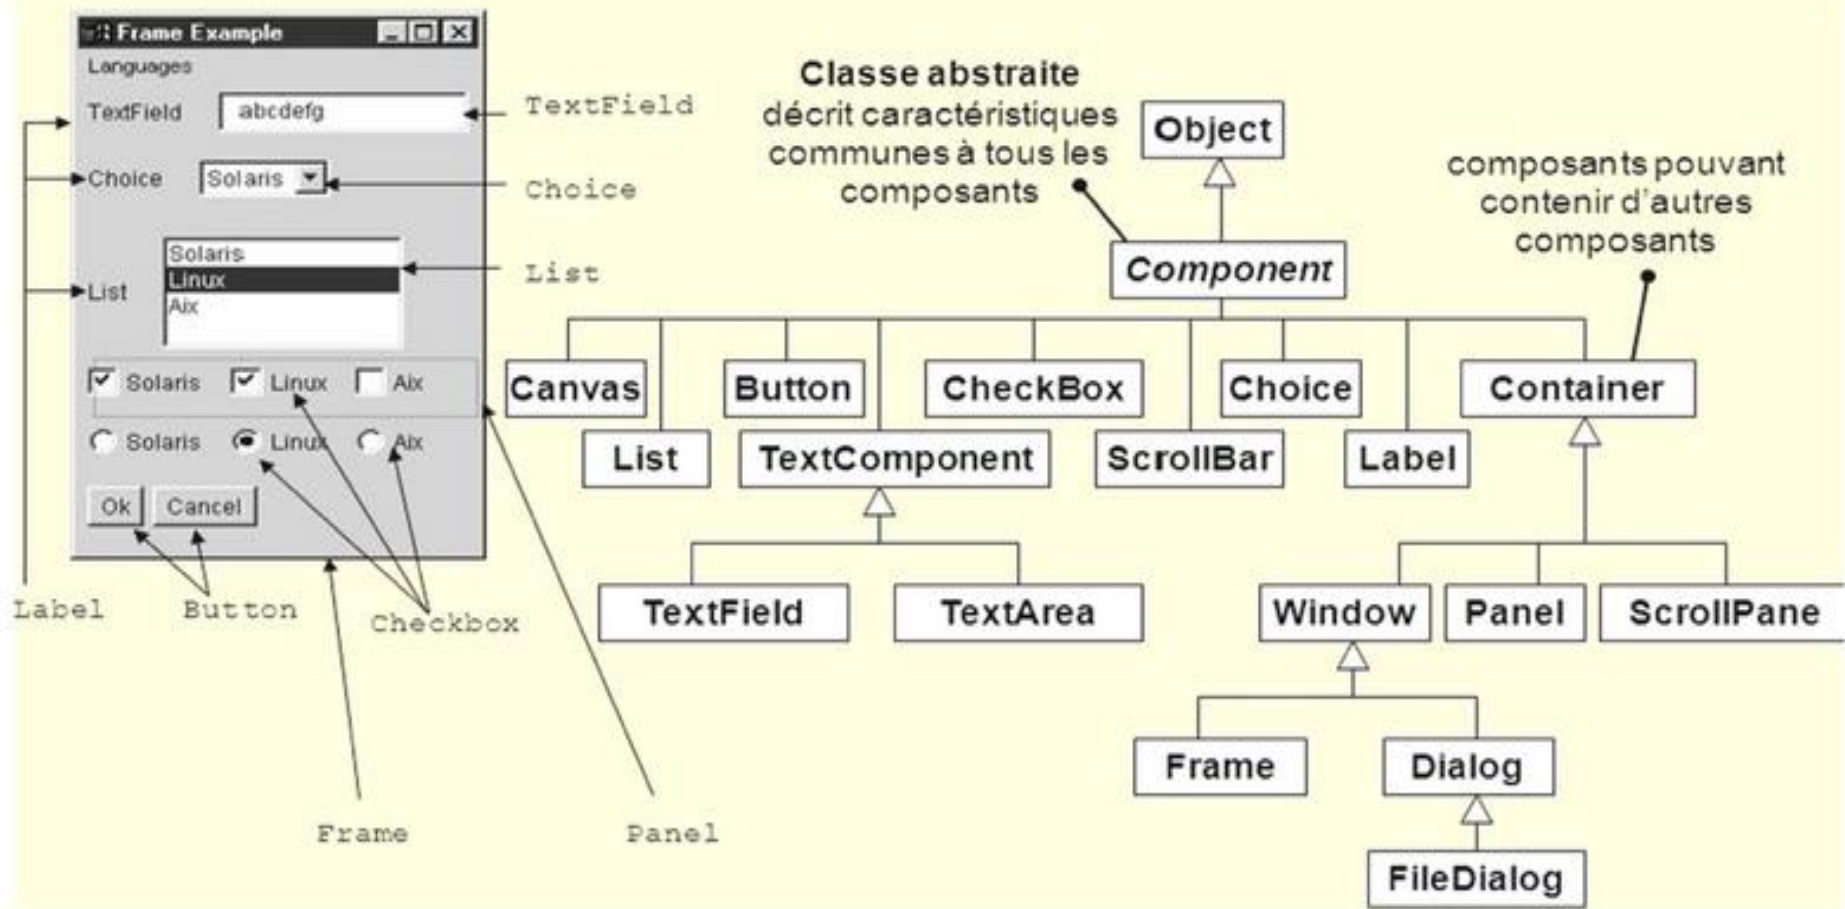 Frame Example
Languages
TextField
abcdefg
Choice
Solaris
List
Solaris
Linux
Aix
Solaris
Linux
Aix
Solaris
Linux
Aix
Ok
Cancel
TextField
Choice
List
Label
Button
Checkbox
Frame
Panel
Classe abstraite
décrit caractéristiques
communes à tous les
composants
Object
composants pouvant
contenir d'autres
composants
Component
Canvas
Button
CheckBox
Choice
Container
List
TextComponent
ScrollBar
Label
TextField
TextArea
Window
Panel
ScrollPane
Frame
Dialog
FileDialog